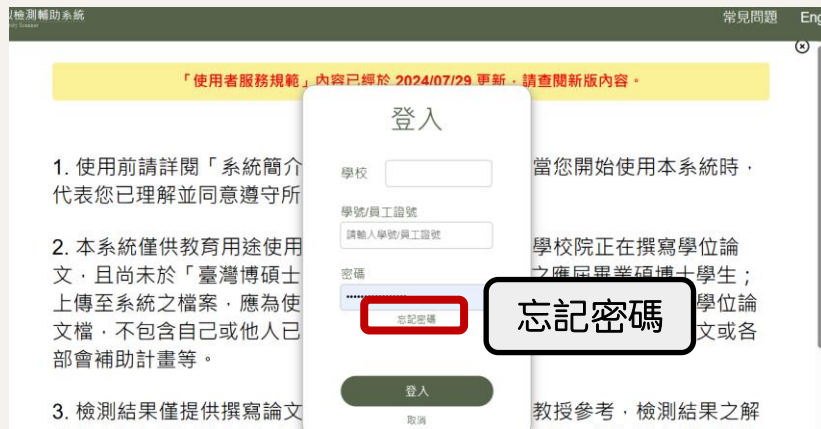 檢測輔助系統
常見問題
Eng
「使用者服務規範」內容已經於 2024/07/29 更新，請查閱新版內容。
登入
1. 使用前請詳閱「系統簡介
當您開始使用本系統時，
學校
代表您已理解並同意遵守所
學號/員工證號
請輸入學號/員工證號
2. 本系統僅供教育用途使用
學校院正在撰寫學位論
文，且尚未於「臺灣博碩士
密碼
之應屆畢業碩博士學生；
上傳至系統之檔案，應為使
學位論
忘記密碼
忘記密碼
文檔，不包含自己或他人已
文或各
部會補助計畫等。
登入
3. 檢測結果僅提供撰寫論文
教授參考，檢測結果之解
取消